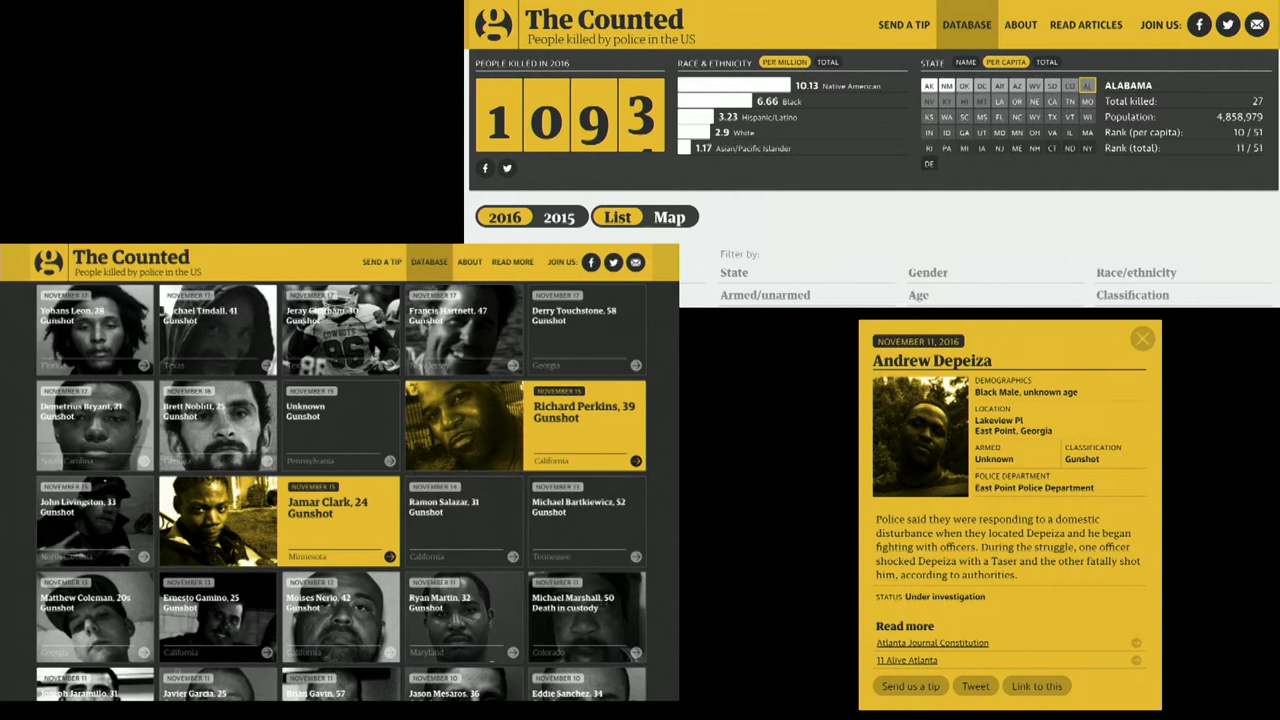 The Counted
People killed by police in the US
SEND A TIP
DATABASE
ABOUT
READ ARTICLES
JOIN US:
PEOPLE KILLED IN 2016
1093
RACE & ETHNICITY
PER MILLION
TOTAL
10.13 Native American
6.66 Black
3.23 Hispanic/Latino
2.9 White
1.17 Asian/Pacific Islander
STATE
NAME
PER CAPITA
TOTAL
AK NM OK DC AR AZ WV SD CO AL
NV KY HI MT LA OR NE CA TN MO
KS WA SC MS FL NC WY TX VT WI
IN ID GA UT MD MN OH VA IL MA
RI PA MI IA NJ ME NH CT ND NY
DE
ALABAMA
Total killed: 27
Population: 4,858,979
Rank (per capita): 10 / 51
Rank (total): 11 / 51
2016 2015
List Map
Filter by:
State
Gender
Race/ethnicity
Armed/unarmed
Age
Classification
The Counted
People killed by police in the US
SEND A TIP
DATABASE
ABOUT
READ MORE
JOIN US:
NOVEMBER 17
Yohans Leon, 28
Gunshot
Florida
NOVEMBER 17
Michael Tindall, 41
Gunshot
Texas
NOVEMBER 17
Gunshot
NOVEMBER 17
Francis Hartnett, 47
Gunshot
New Jersey
NOVEMBER 17
Derry Touchstone, 58
Gunshot
Georgia
NOVEMBER 17
Demetrius Bryant, 21
Gunshot
South Carolina
NOVEMBER 16
Brett Noblitt, 25
Gunshot
Georgia
NOVEMBER 15
Unknown
Gunshot
Pennsylvania
NOVEMBER 15
Richard Perkins, 39
Gunshot
California
NOVEMBER 15
John Livingston, 33
Gunshot
North Carolina
NOVEMBER 15
Jamar Clark, 24
Gunshot
Minnesota
NOVEMBER 14
Ramon Salazar, 31
Gunshot
California
NOVEMBER 13
Michael Bartkiewicz, 52
Gunshot
Tennessee
NOVEMBER 13
Matthew Coleman, 20s
Gunshot
Georgia
NOVEMBER 13
Ernesto Gamino, 25
Gunshot
California
NOVEMBER 12
Moises Nerio, 42
Gunshot
California
NOVEMBER 11
Ryan Martin, 32
Gunshot
Maryland
NOVEMBER 11
Michael Marshall, 50
Death in custody
Colorado
NOVEMBER 11
Joseph Jaramillo, 31
NOVEMBER 11
Javier Garcia, 25
NOVEMBER 11
Brian Gavin, 57
NOVEMBER 10
Jason Mesaros, 36
NOVEMBER 10
Eddie Sanchez, 34
NOVEMBER 11, 2016
Andrew Depeiza
DEMOGRAPHICS
Black Male, unknown age
LOCATION
Lakeview Pl
East Point, Georgia
ARMED
Unknown
CLASSIFICATION
Gunshot
POLICE DEPARTMENT
East Point Police Department
Police said they were responding to a domestic
disturbance when they located Depeiza and he began
fighting with officers. During the struggle, one officer
shocked Depeiza with a Taser and the other fatally shot
him, according to authorities.
STATUS Under investigation
Read more
Atlanta Journal Constitution
11 Alive Atlanta
Send us a tip
Tweet
Link to this